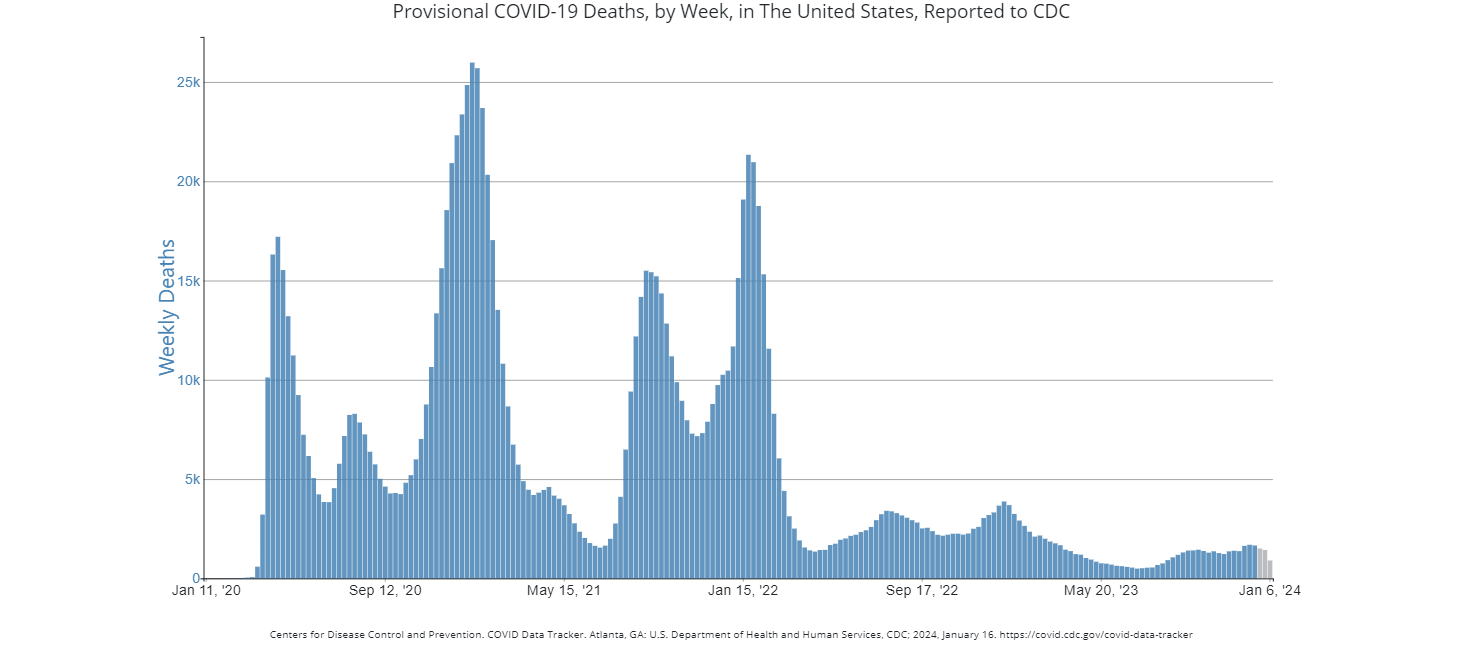 Provisional COVID-19 Deaths, by Week, in The United States, Reported to CDC
Weekly Deaths
25k
20k
15k
10k
5k
0
Jan 11, '20
Sep 12, '20
May 15, '21
Jan 15, '22
Sep 17, '22
May 20, '23
Jan 6, '24
Centers for Disease Control and Prevention. COVID Data Tracker. Atlanta, GA: U.S. Department of Health and Human Services, CDC; 2024, January 16. https://covid.cdc.gov/covid-data-tracker